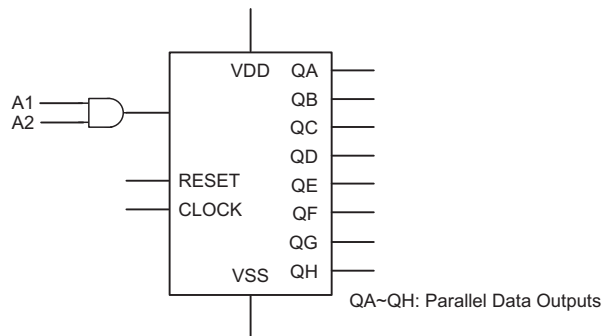 VDD QA
QB
A1
A2
QC
QD
RESET
QE
CLOCK
QF
QG
VSS QH
QA~QH: Parallel Data Outputs